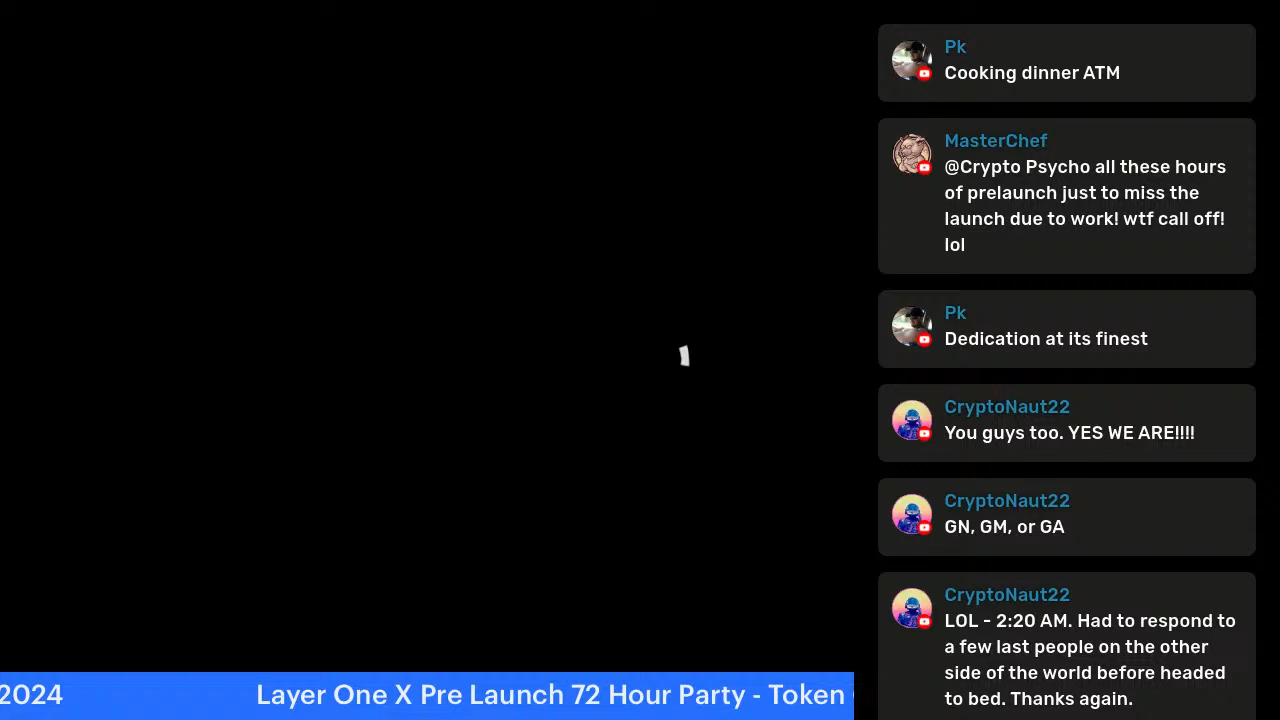 Pk
Cooking dinner ATM
MasterChef
@Crypto Psycho all these hours
of prelaunch just to miss the
launch due to work! wtf call off!
lol
Pk
Dedication at its finest
CryptoNaut22
You guys too. YES WE ARE!!!!
CryptoNaut22
GN, GM, or GA
CryptoNaut22
LOL - 2:20 AM. Had to respond to
a few last people on the other
side of the world before headed
to bed. Thanks again.
2024 Layer One X Pre Launch 72 Hour Party - Token